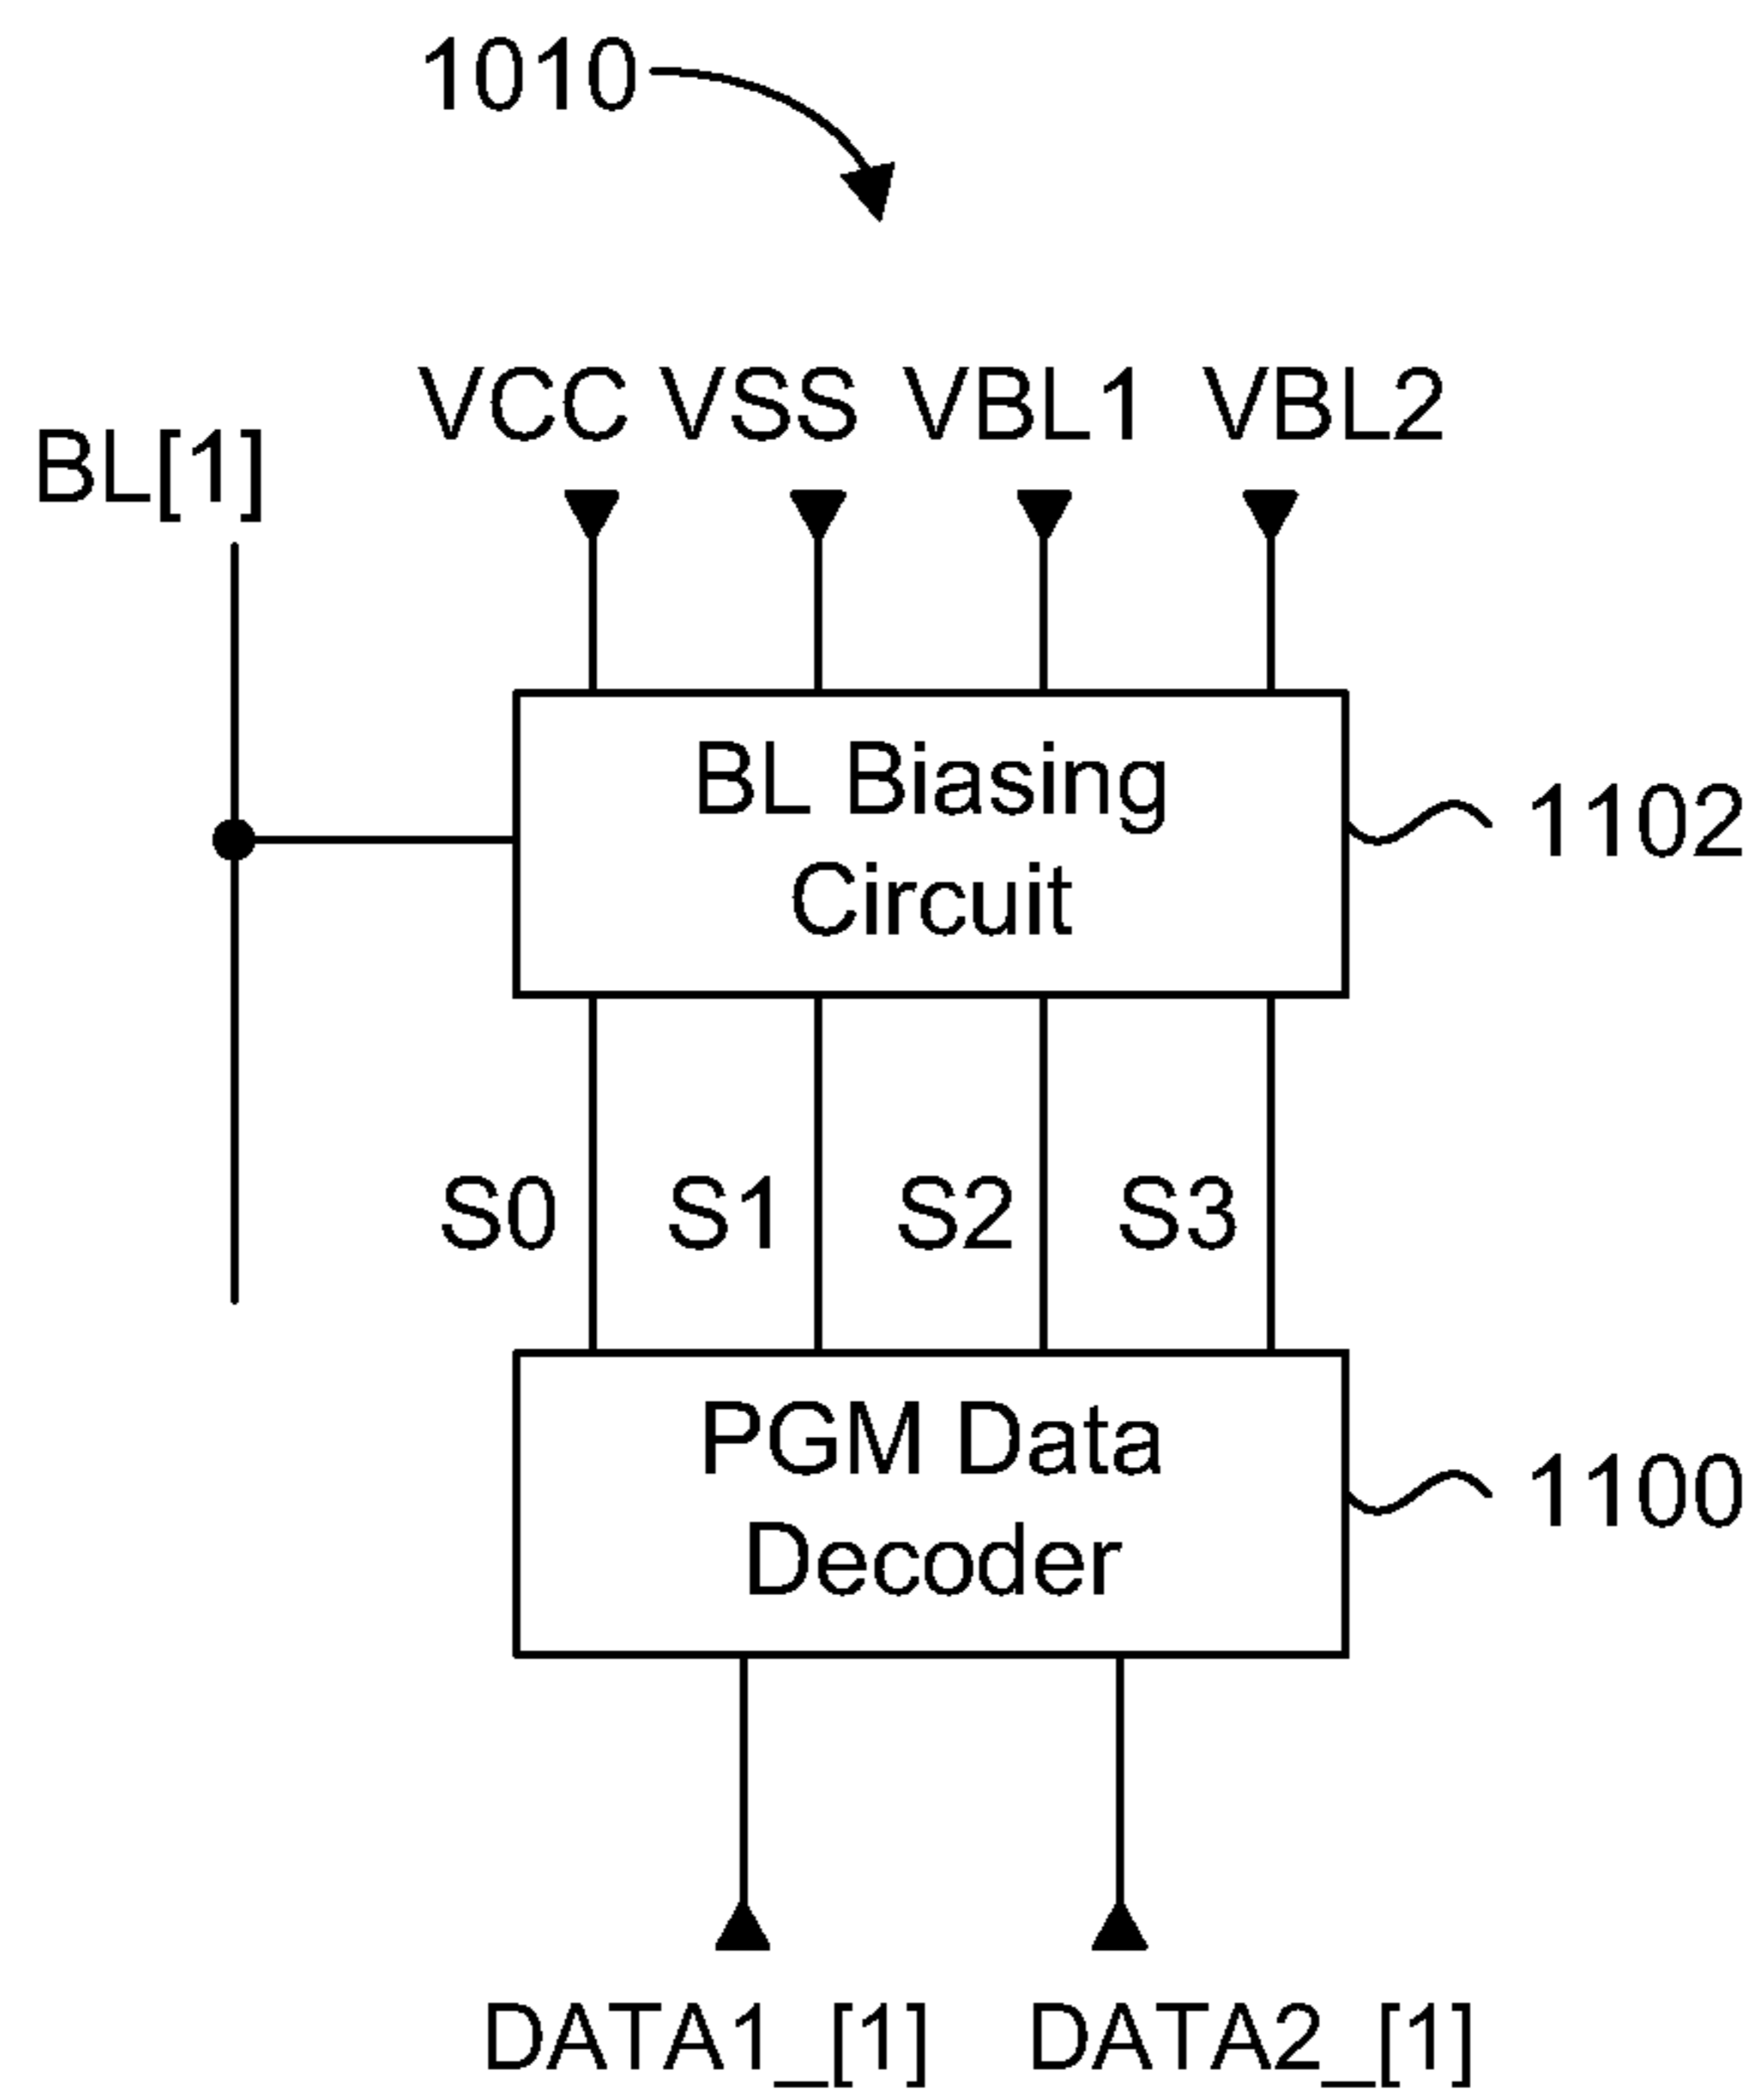 1010
VCC VSS VBL1 VBL2
BL[1]
BL Biasing
Circuit
1102
S0 S1 S2 S3
PGM Data
Decoder
1100
DATA1_[1] DATA2_[1]